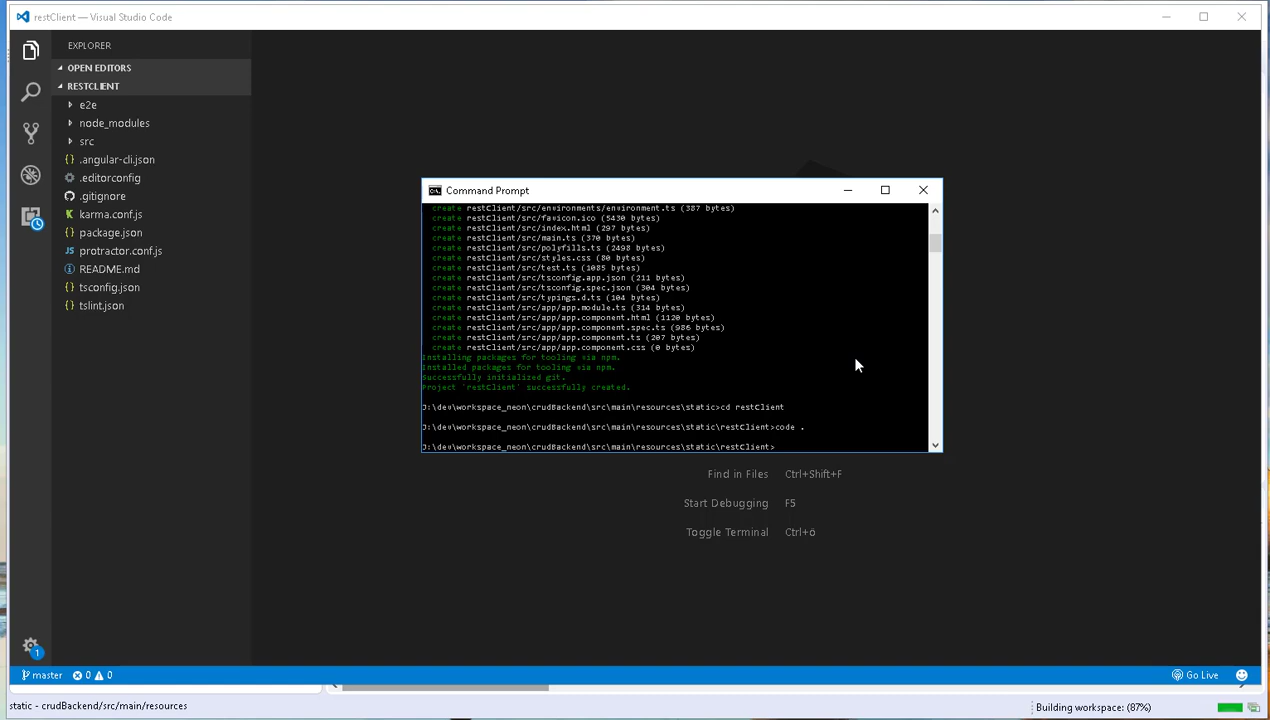 restClient — Visual Studio Code
EXPLORER
OPEN EDITORS
RESTCLIENT
e2e
node_modules
src
{} .angular-cli.json
.editorconfig
.gitignore
K karma.conf.js
{} package.json
JS protractor.conf.js
README.md
{} tsconfig.json
{} tslint.json
1
C:\. Command Prompt
create restClient/src/environments/environment.ts (387 bytes)
create restClient/src/favicon.ico (5430 bytes)
create restClient/src/index.html (297 bytes)
create restClient/src/main.ts (370 bytes)
create restClient/src/polyfills.ts (2498 bytes)
create restClient/src/styles.css (80 bytes)
create restClient/src/test.ts (1085 bytes)
create restClient/src/tsconfig.app.json (211 bytes)
create restClient/src/tsconfig.spec.json (304 bytes)
create restClient/src/typings.d.ts (104 bytes)
create restClient/src/app/app.module.ts (314 bytes)
create restClient/src/app/app.component.html (1120 bytes)
create restClient/src/app/app.component.spec.ts (986 bytes)
create restClient/src/app/app.component.ts (207 bytes)
create restClient/src/app/app.component.css (0 bytes)
Installing packages for tooling via npm.
Installed packages for tooling via npm.
Successfully initialized git.
Project 'restClient' successfully created.
J:\dev\workspace_neon\crudBackend\src\main\resources\static>cd restClient
J:\dev\workspace_neon\crudBackend\src\main\resources\static\restClient>code .
J:\dev\workspace_neon\crudBackend\src\main\resources\static\restClient>
Find in Files Ctrl+Shift+F
Start Debugging F5
Toggle Terminal Ctrl+ö
master 0 0
Go Live
static - crudBackend/src/main/resources
Building workspace: (87%)